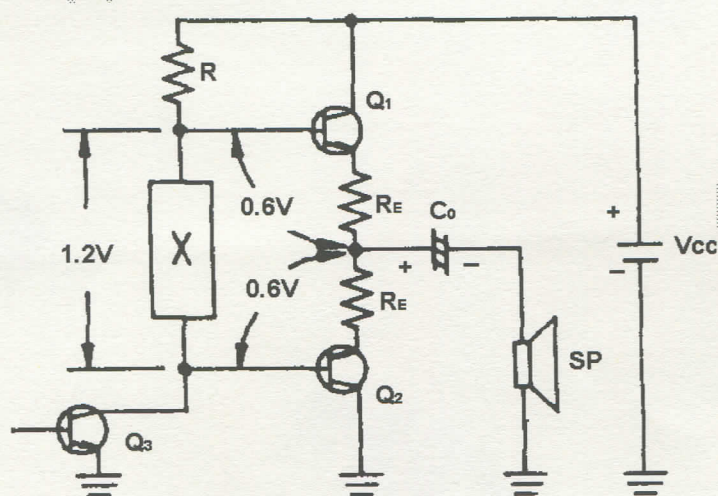 R
Q1
0.6V
RE
C0
+
1.2V
X
+
−
Vcc
+
−
0.6V
RE
SP
Q2
Q3